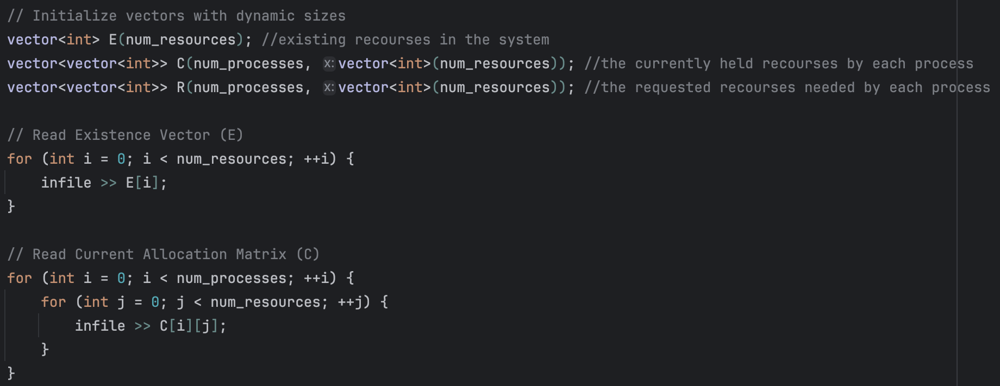 // Initialize vectors with dynamic sizes
vector<int> E(num_resources); //existing recourses in the system
vector<vector<int>> C(num_processes, x: vector<int>(num_resources)); //the currently held recourses by each process
vector<vector<int>> R(num_processes, x: vector<int>(num_resources)); //the requested recourses needed by each process
// Read Existence Vector (E)
for (int i = 0; i < num_resources; ++i) {
    infile >> E[i];
}
// Read Current Allocation Matrix (C)
for (int i = 0; i < num_processes; ++i) {
    for (int j = 0; j < num_resources; ++j) {
        infile >> C[i][j];
    }
}